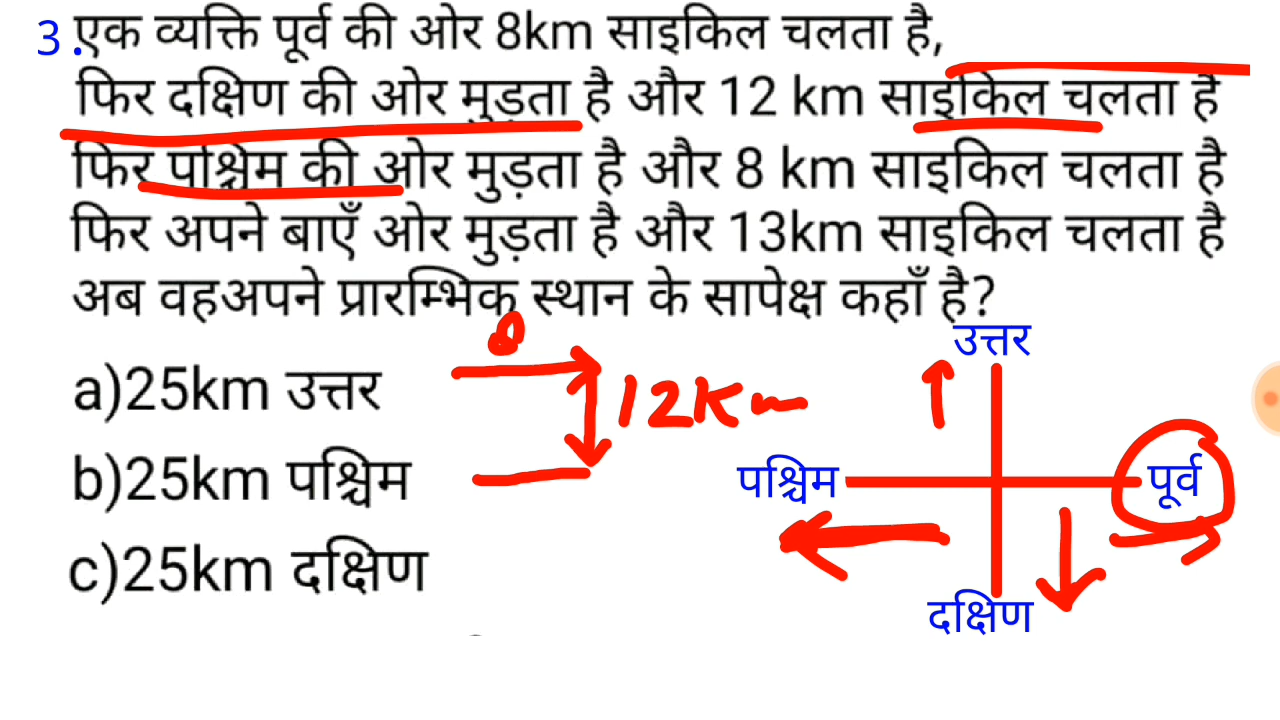 3. एक व्यक्ति पूर्व की ओर 8km साइकिल चलता है,
फिर दक्षिण की ओर मुड़ता है और 12 km साइकिल चलता है
फिर पश्चिम की ओर मुड़ता है और 8 km साइकिल चलता है
फिर अपने बाएँ ओर मुड़ता है और 13km साइकिल चलता है
अब वहअपने प्रारम्भिक स्थान के सापेक्ष कहाँ है?
a)25km उत्तर
b)25km पश्चिम
c)25km दक्षिण
12Km
उत्तर
पश्चिम
पूर्व
दक्षिण